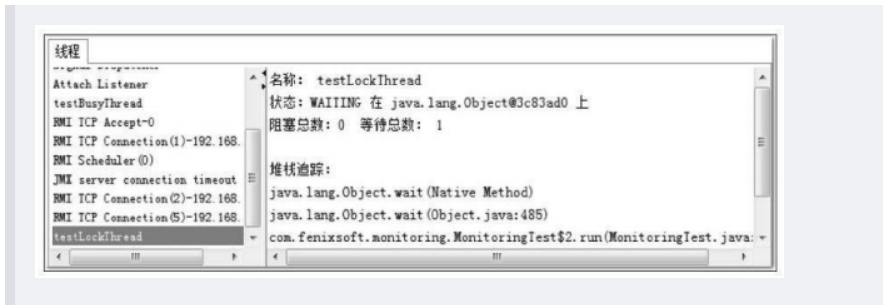 线程
Attach Listener
testBusyThread
RMI TCP Accept-0
RMI TCP Connection(1)-192.168.
RMI Scheduler(0)
JMX server connection timeout
RMI TCP Connection(2)-192.168.
RMI TCP Connection(5)-192.168.
testLockThread
名称： testLockThread
状态：WAITING 在 java.lang.Object@3c83ad0 上
阻塞总数：0 等待总数： 1
堆栈追踪：
java.lang.Object.wait(Native Method)
java.lang.Object.wait(Object.java:485)
com.fenixsoft.monitoring.MonitoringTest$2.run(MonitoringTest.java: